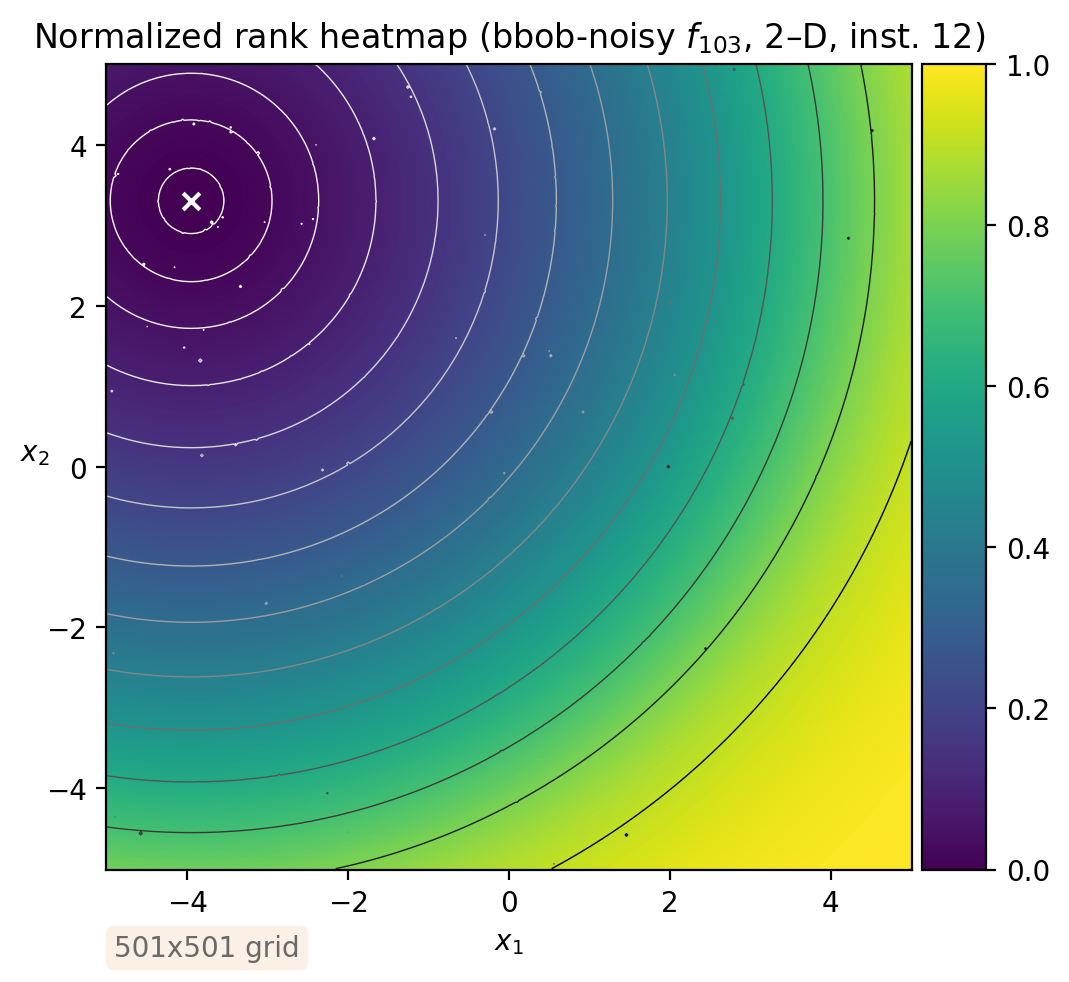 Normalized rank heatmap (bbob-noisy f₁₀₃, 2–D, inst. 12)
1.0
4
0.8
2
0.6
x₂
0
0.4
−2
0.2
−4
0.0
−4 −2 0 2 4
501x501 grid
x₁